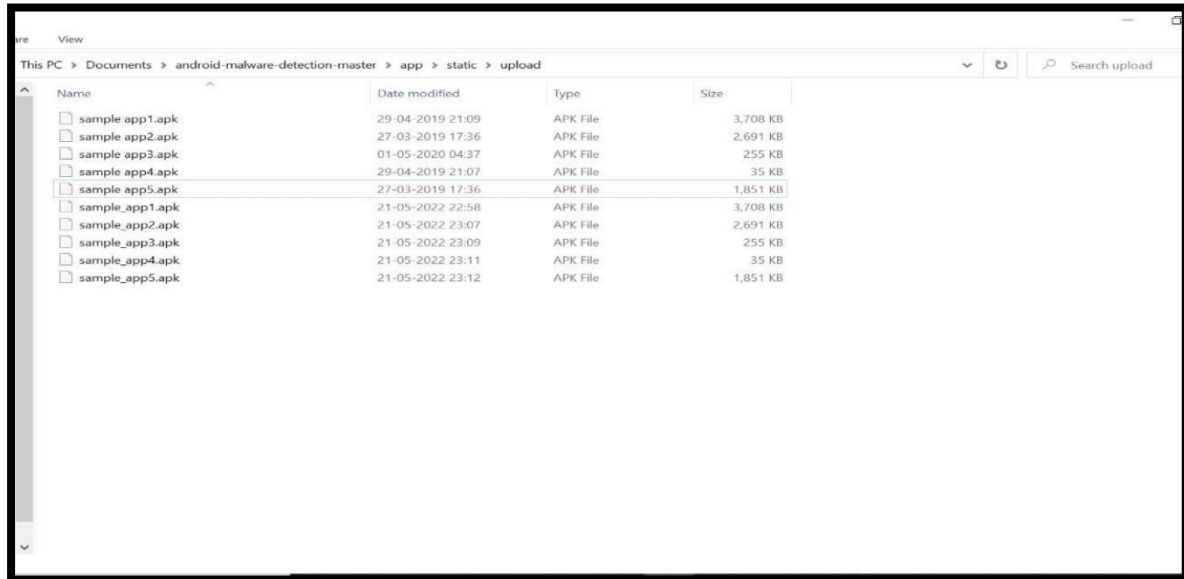 are View
This PC > Documents > android-malware-detection-master > app > static > upload Search upload
Name Date modified Type Size
sample app1.apk 29-04-2019 21:09 APK File 3,708 KB
sample app2.apk 27-03-2019 17:36 APK File 2,691 KB
sample app3.apk 01-05-2020 04:37 APK File 255 KB
sample app4.apk 29-04-2019 21:07 APK File 35 KB
sample app5.apk 27-03-2019 17:36 APK File 1,851 KB
sample_app1.apk 21-05-2022 22:58 APK File 3,708 KB
sample_app2.apk 21-05-2022 23:07 APK File 2,691 KB
sample_app3.apk 21-05-2022 23:09 APK File 255 KB
sample_app4.apk 21-05-2022 23:11 APK File 35 KB
sample_app5.apk 21-05-2022 23:12 APK File 1,851 KB